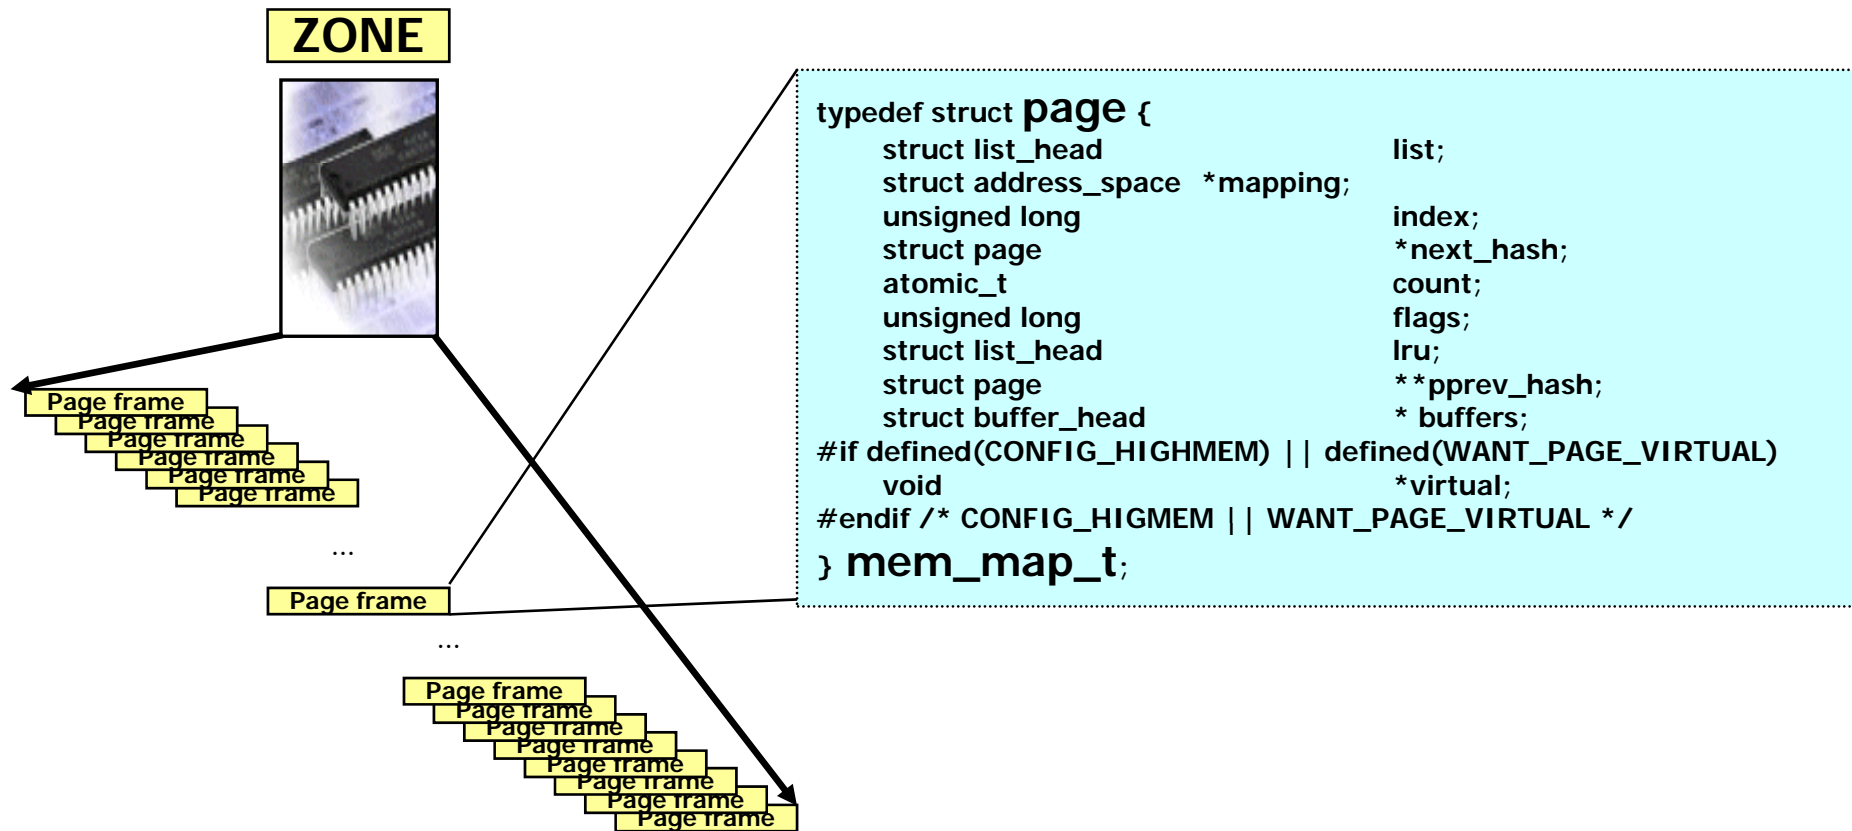 ZONE
typedef struct page {
struct list_head list;
struct address_space *mapping;
unsigned long index;
struct page *next_hash;
atomic_t count;
unsigned long flags;
struct list_head lru;
struct page **pprev_hash;
struct buffer_head * buffers;
#if defined(CONFIG_HIGHMEM) || defined(WANT_PAGE_VIRTUAL)
void *virtual;
#endif /* CONFIG_HIGMEM || WANT_PAGE_VIRTUAL */
} mem_map_t;
Page frame
Page frame
Page frame
Page frame
Page frame
Page frame
...
Page frame
...
Page frame
Page frame
Page frame
Page frame
Page frame
Page frame
Page frame
Page frame